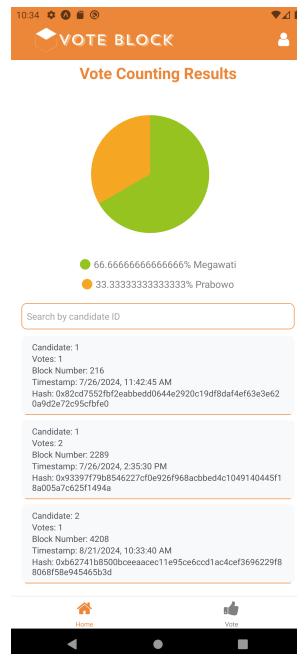 10:34
VOTE BLOCK
Vote Counting Results
66.66666666666666% Megawati
33.33333333333333% Prabowo
Search by candidate ID
Candidate: 1
Votes: 1
Block Number: 216
Timestamp: 7/26/2024, 11:42:45 AM
Hash: 0x82cd7552fbf2eabbedd0644e2920c19df8daf4ef63e3e62
0a9d2e72c95cfbfe0
Candidate: 1
Votes: 2
Block Number: 2289
Timestamp: 7/26/2024, 2:35:30 PM
Hash: 0x93397f79b8546227cf0e926f968acbbed4c1049140445f1
8a005a7c625f1494a
Candidate: 2
Votes: 1
Block Number: 4208
Timestamp: 8/21/2024, 10:33:40 AM
Hash: 0xb62741b8500bceeaacec11e95ce6ccd1ac4cef3696229f8
8068f58e945465b3d
Home
Vote